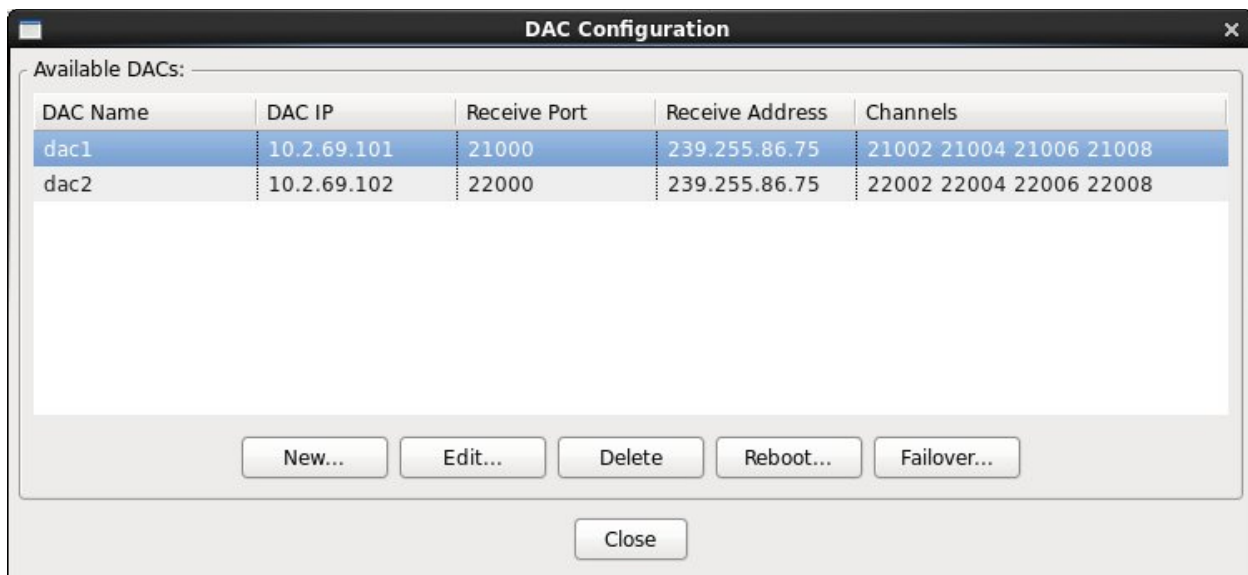 DAC Configuration
Available DACs:
DAC Name DAC IP Receive Port Receive Address Channels
dac1 10.2.69.101 21000 239.255.86.75 21002 21004 21006 21008
dac2 10.2.69.102 22000 239.255.86.75 22002 22004 22006 22008
New... Edit... Delete Reboot... Failover...
Close